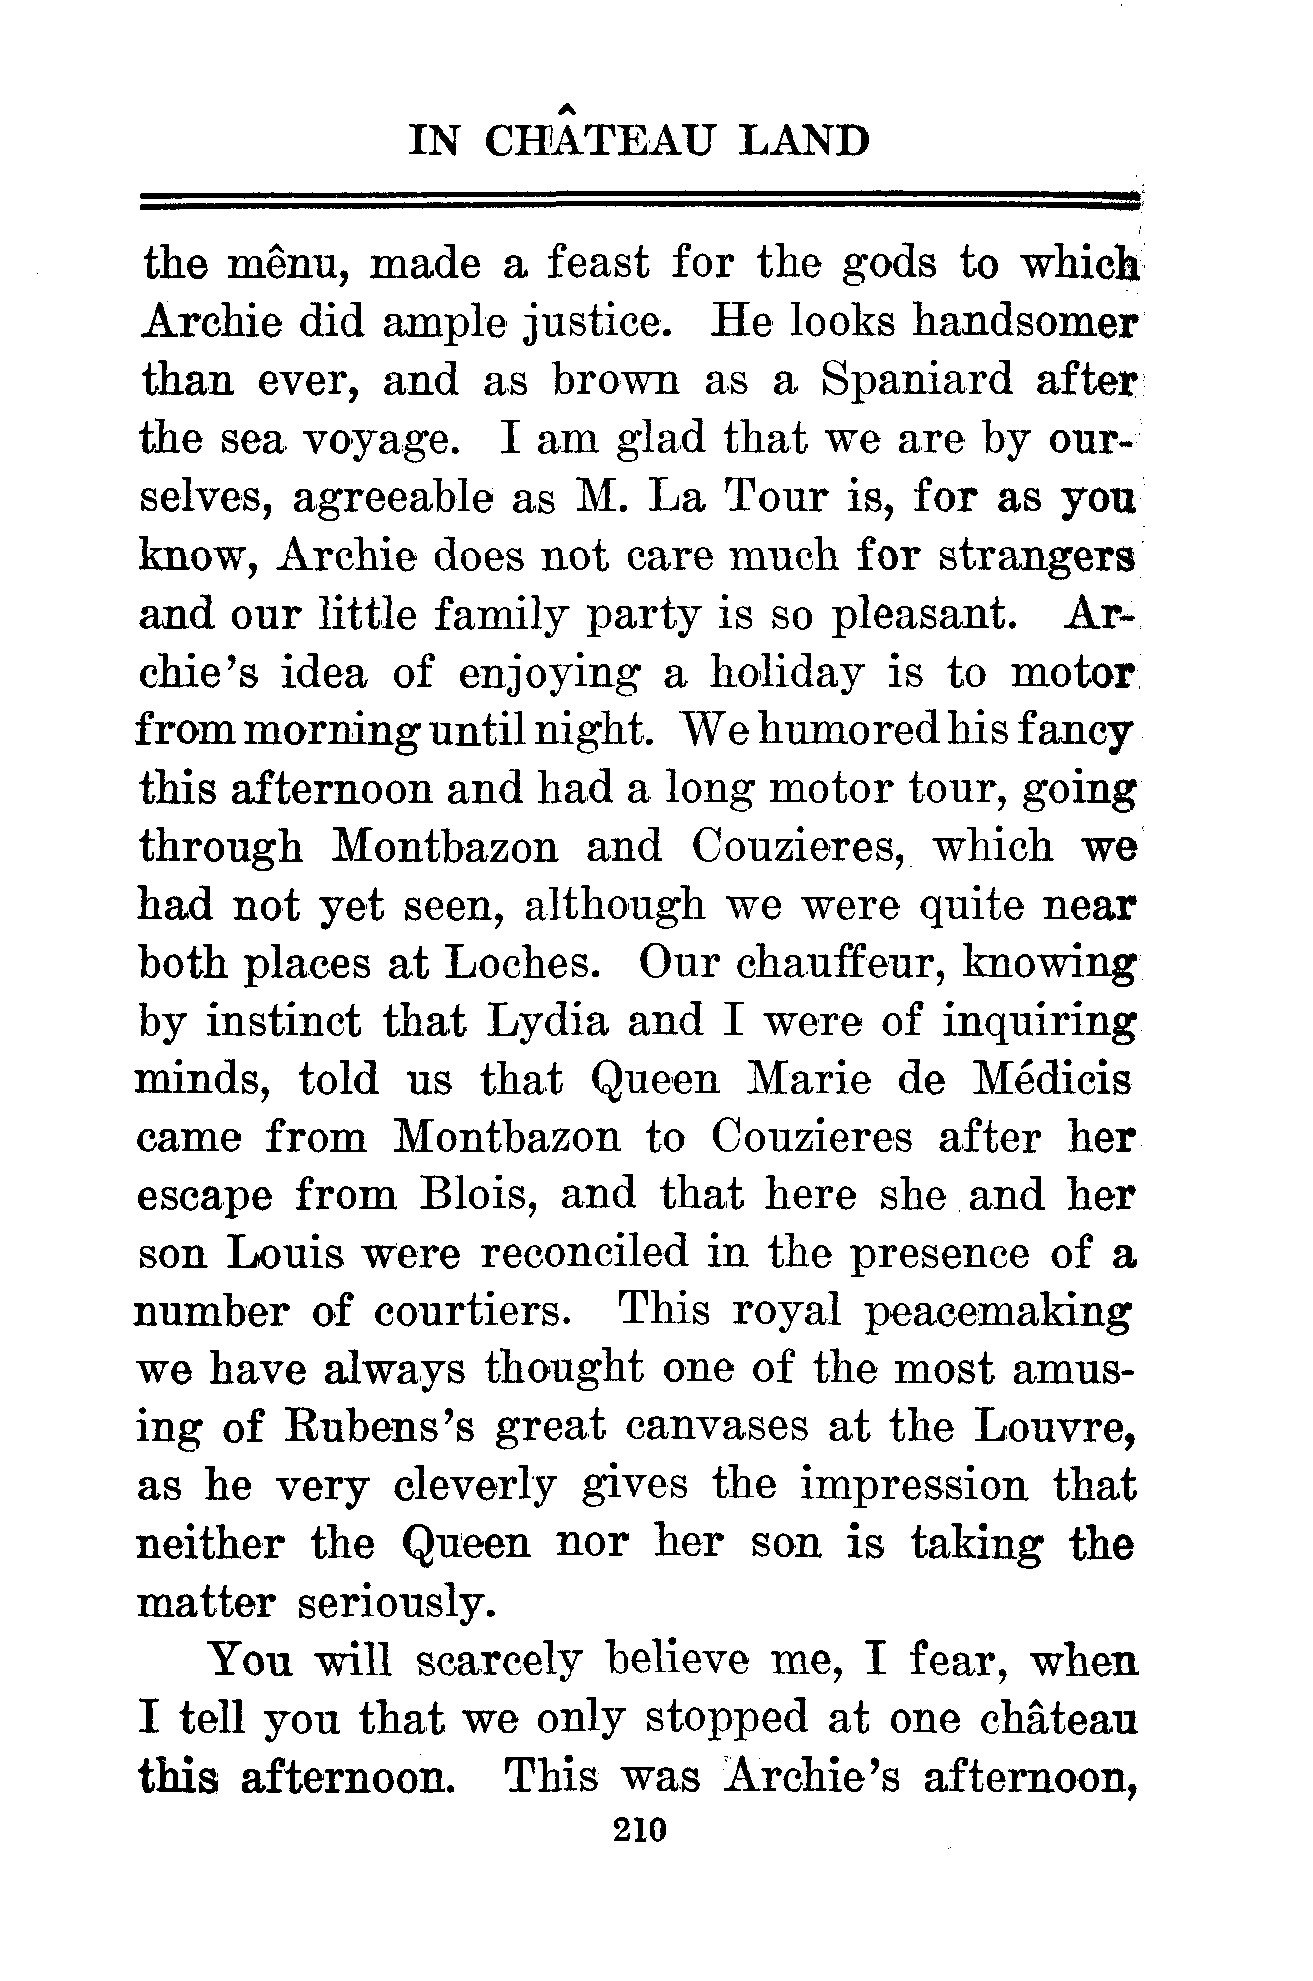 IN CHÂTEAU LAND
the mênu, made a feast for the gods to which
Archie did ample justice. He looks handsomer
than ever, and as brown as a Spaniard after
the sea voyage. I am glad that we are by our-
selves, agreeable as M. La Tour is, for as you
know, Archie does not care much for strangers
and our little family party is so pleasant. Ar-
chie's idea of enjoying a holiday is to motor
from morning until night. We humored his fancy
this afternoon and had a long motor tour, going
through Montbazon and Couzieres, which we
had not yet seen, although we were quite near
both places at Loches. Our chauffeur, knowing
by instinct that Lydia and I were of inquiring
minds, told us that Queen Marie de Médicis
came from Montbazon to Couzieres after her
escape from Blois, and that here she and her
son Louis were reconciled in the presence of a
number of courtiers. This royal peacemaking
we have always thought one of the most amus-
ing of Rubens's great canvases at the Louvre,
as he very cleverly gives the impression that
neither the Queen nor her son is taking the
matter seriously.
You will scarcely believe me, I fear, when
I tell you that we only stopped at one château
this afternoon. This was Archie's afternoon,
210